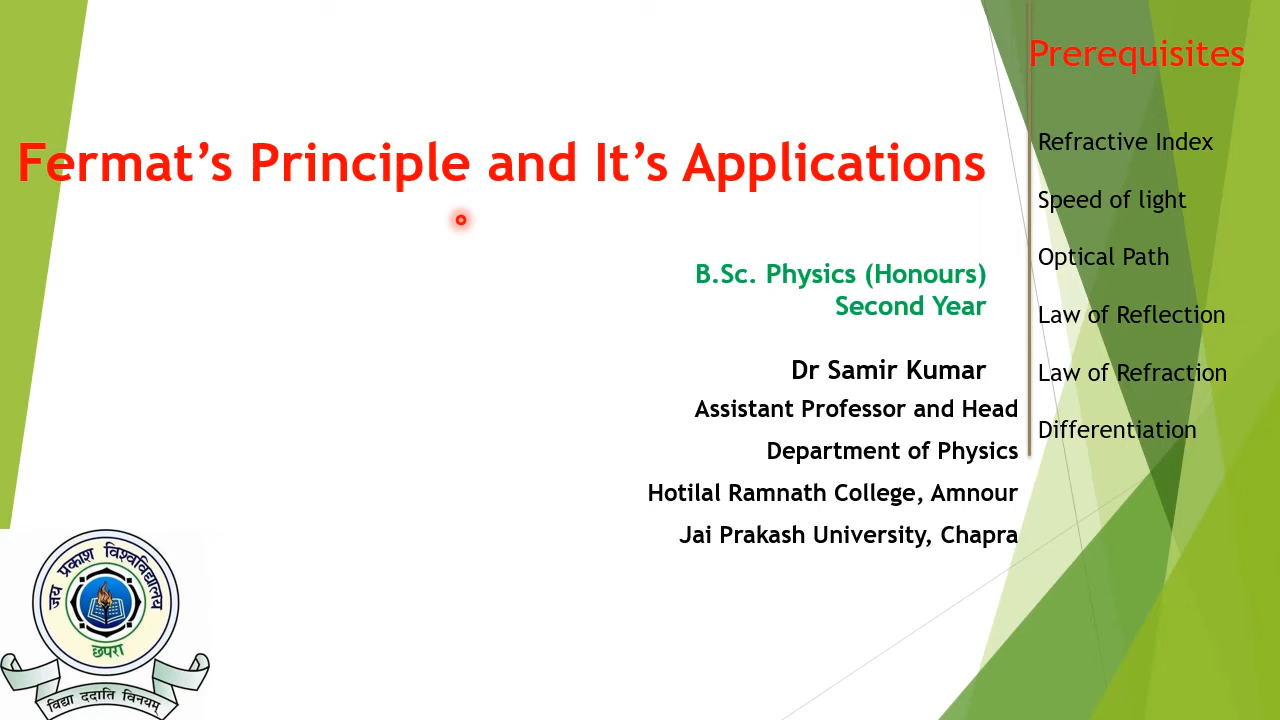 Fermat’s Principle and It’s Applications
B.Sc. Physics (Honours)
Second Year
Dr Samir Kumar
Assistant Professor and Head
Department of Physics
Hotilal Ramnath College, Amnour
Jai Prakash University, Chapra
Prerequisites
Refractive Index
Speed of light
Optical Path
Law of Reflection
Law of Refraction
Differentiation
जय प्रकाश विश्वविद्यालय
छपरा
विद्या ददाति विनयम्